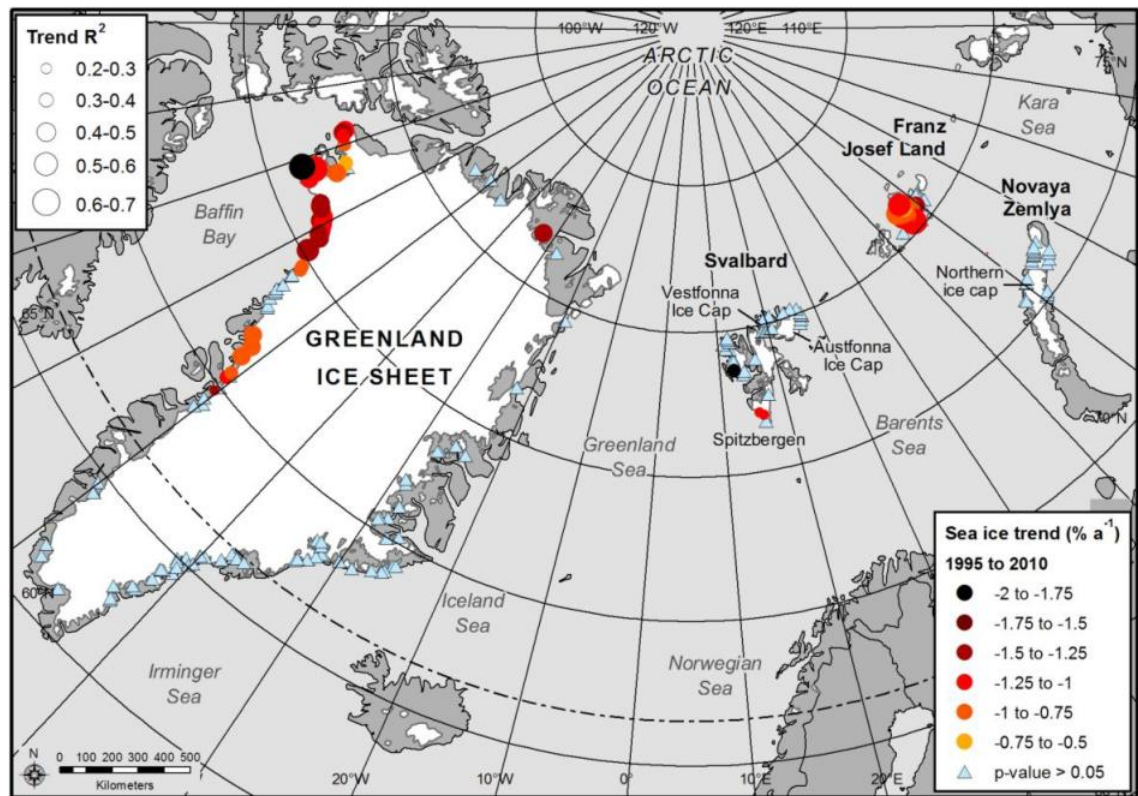 Trend R²
0.2-0.3
0.3-0.4
0.4-0.5
0.5-0.6
0.6-0.7
100°W
120°W
120°E
110°E
ARCTIC
OCEAN
75°N
Kara
Sea
Franz
Josef Land
Novaya
Zemlya
Baffin
Bay
Svalbard
Vestfonna
Ice Cap
Northern
ice cap
65°N
GREENLAND
ICE SHEET
Austfonna
Ice Cap
70°N
Greenland
Sea
Spitzbergen
Barents
Sea
60°N
Iceland
Sea
Irminger
Sea
Norwegian
Sea
Sea ice trend (% a⁻¹)
1995 to 2010
-2 to -1.75
-1.75 to -1.5
-1.5 to -1.25
-1.25 to -1
-1 to -0.75
-0.75 to -0.5
p-value > 0.05
N
0 100 200 300 400 500
Kilometers
20°W
10°W
0°
10°E
20°E